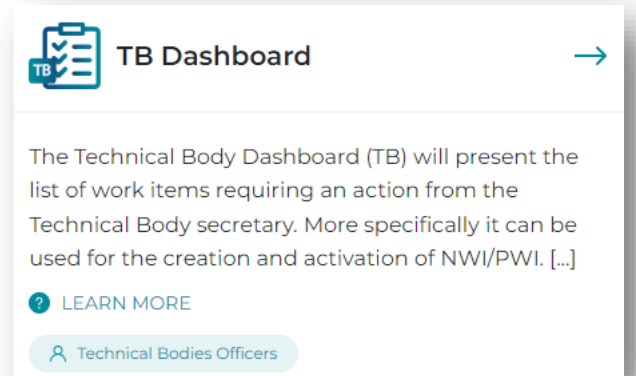 TB
TB Dashboard
The Technical Body Dashboard (TB) will present the
list of work items requiring an action from the
Technical Body secretary. More specifically it can be
used for the creation and activation of NWI/PWI. [...]
? LEARN MORE
Technical Bodies Officers